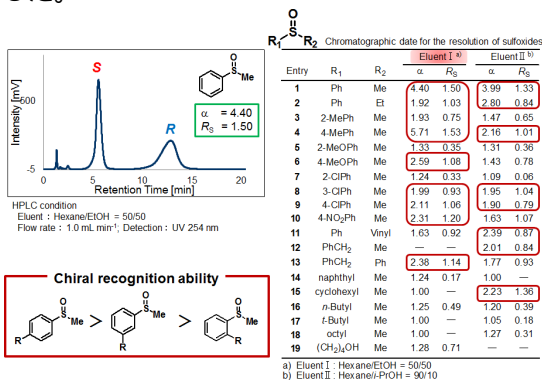 S
R
Intensity [mV]
600
-5
0 5 10 15 20
Retention Time [min]
O
S
Me
α = 4.40
RS = 1.50
HPLC condition
Eluent : Hexane/EtOH = 50/50
Flow rate : 1.0 mL min-1 ; Detection : UV 254 nm
Chiral recognition ability
O O O
S Me > S Me > S Me
R R R
O
R1 S R2 Chromatographic date for the resolution of sulfoxides
Eluent Ⅰ a) Eluent Ⅱ b)
Entry R1 R2 α RS α RS
1 Ph Me 4.40 1.50 3.99 1.33
2 Ph Et 1.92 1.03 2.80 0.84
3 2-MePh Me 1.93 0.75 1.47 0.65
4 4-MePh Me 5.71 1.53 2.16 1.01
5 2-MeOPh Me 1.33 0.35 1.31 0.36
6 4-MeOPh Me 2.59 1.08 1.43 0.78
7 2-ClPh Me 1.24 0.33 1.09 0.06
8 3-ClPh Me 1.99 0.93 1.95 1.04
9 4-ClPh Me 2.11 1.06 1.90 0.79
10 4-NO2Ph Me 2.31 1.20 1.63 1.07
11 Ph Vinyl 1.63 0.92 2.39 0.87
12 PhCH2 Me — — 2.01 0.84
13 PhCH2 Ph 2.38 1.14 1.77 0.93
14 naphthyl Me 1.24 0.17 1.00 —
15 cyclohexyl Me 1.00 — 2.23 1.36
16 n-Butyl Me 1.25 0.49 1.20 0.39
17 t-Butyl Me 1.00 — 1.05 0.18
18 octyl Me 1.00 — 1.27 0.31
19 (CH2)4OH Me 1.28 0.71 — —
a) Eluent Ⅰ : Hexane/EtOH = 50/50
b) Eluent Ⅱ : Hexane/i-PrOH = 90/10